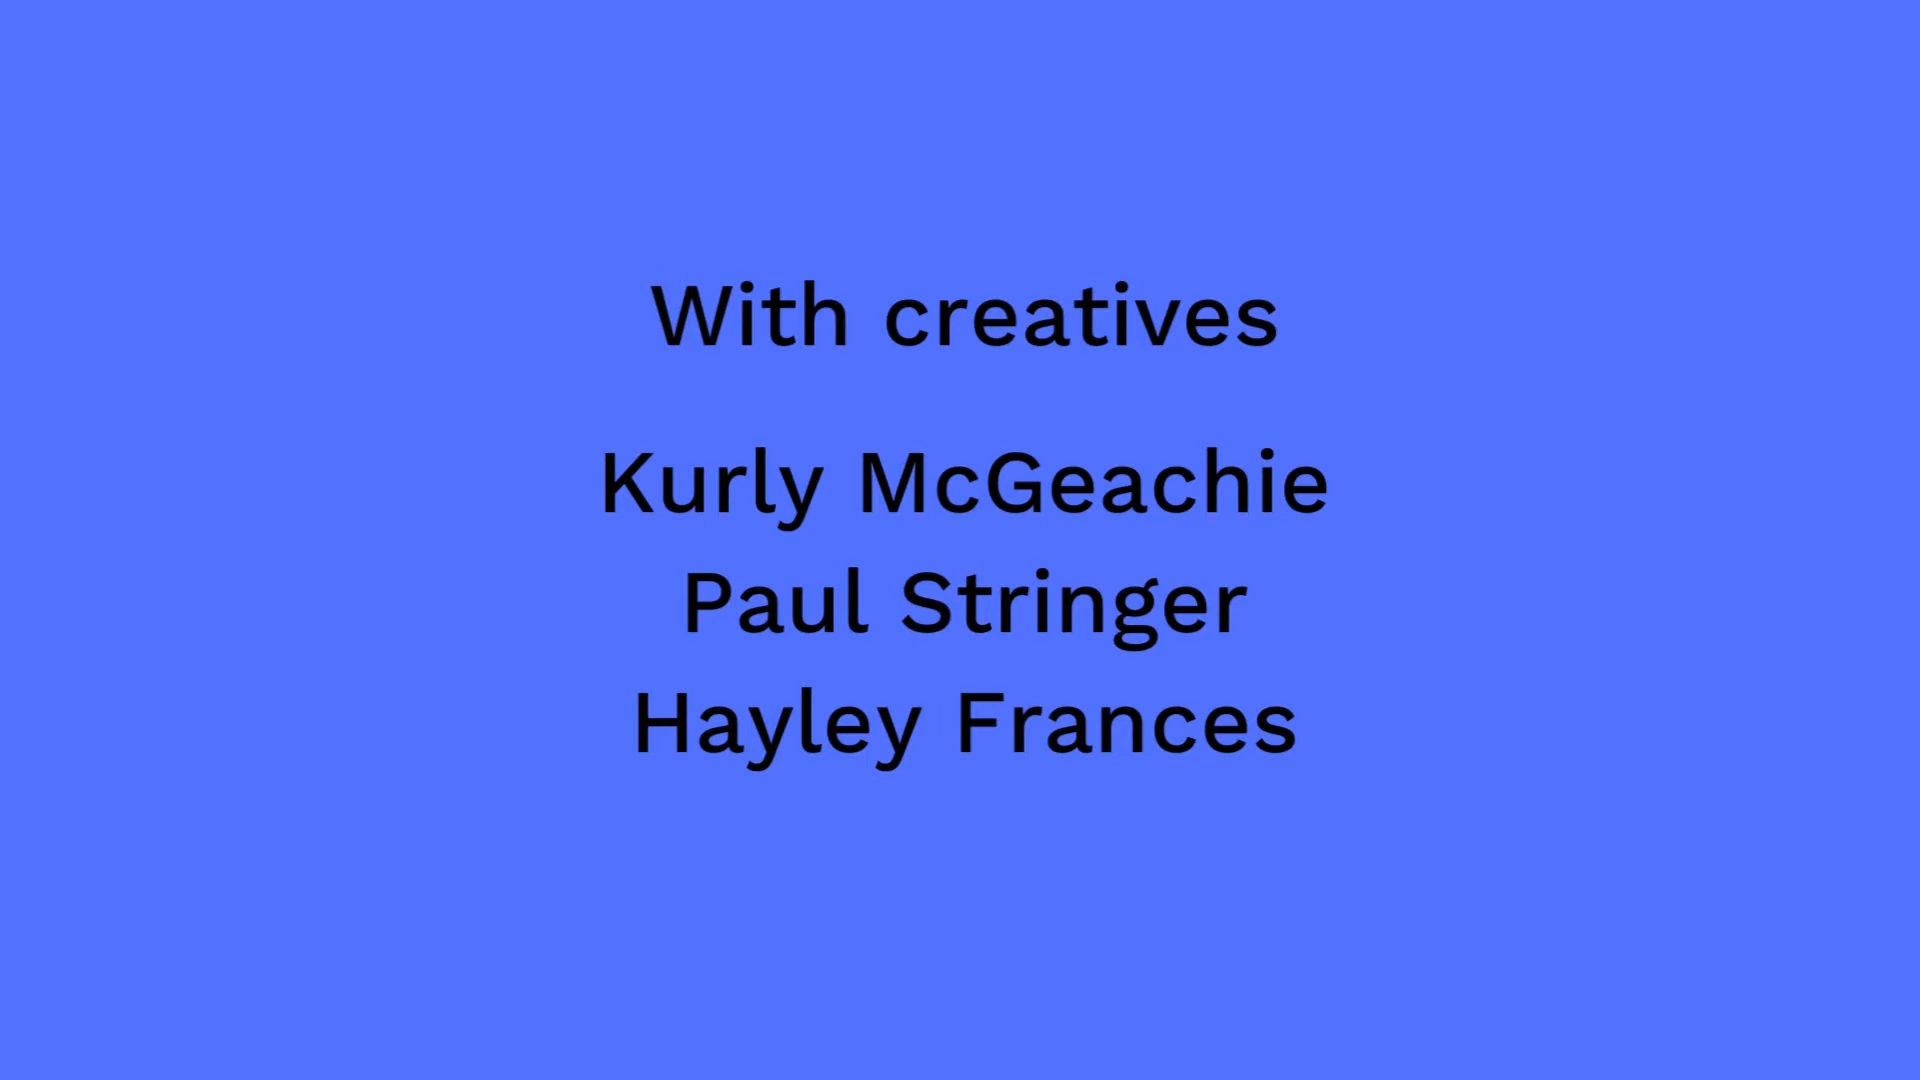 With creatives
Kurly McGeachie
Paul Stringer
Hayley Frances